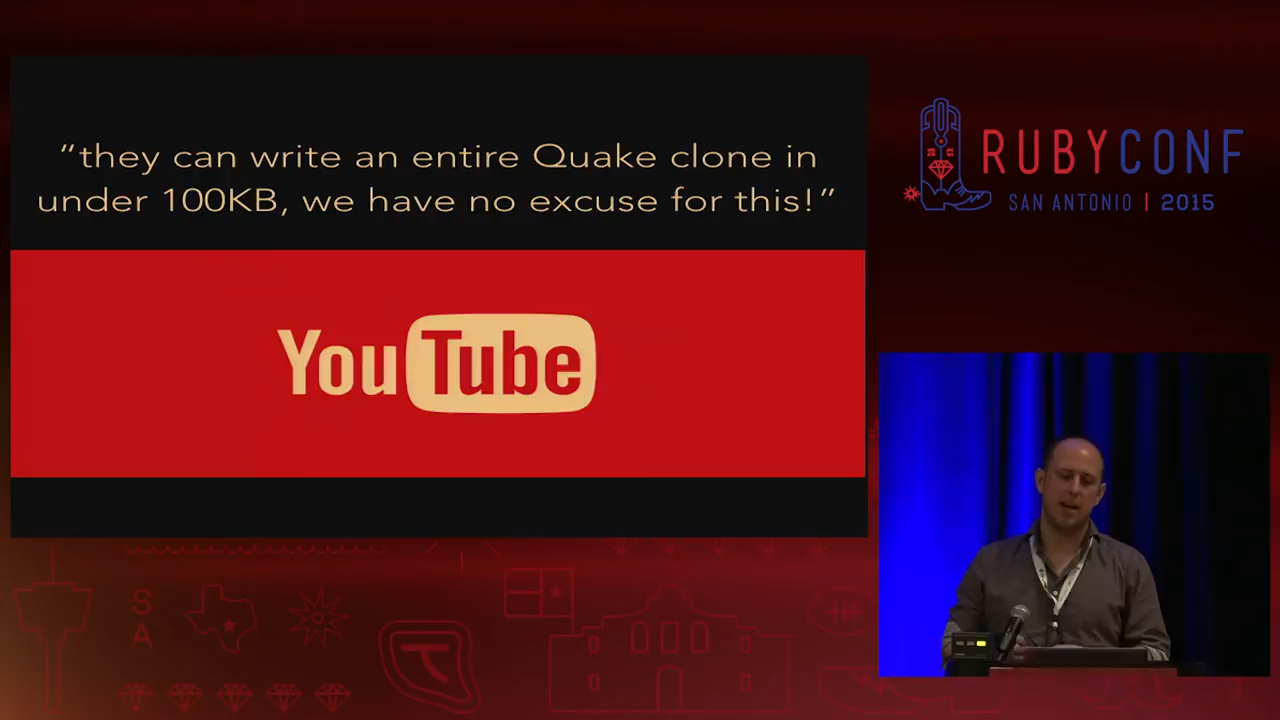 “they can write an entire Quake clone in
under 100KB, we have no excuse for this!”
YouTube
RUBYCONF
SAN ANTONIO | 2015
S
A